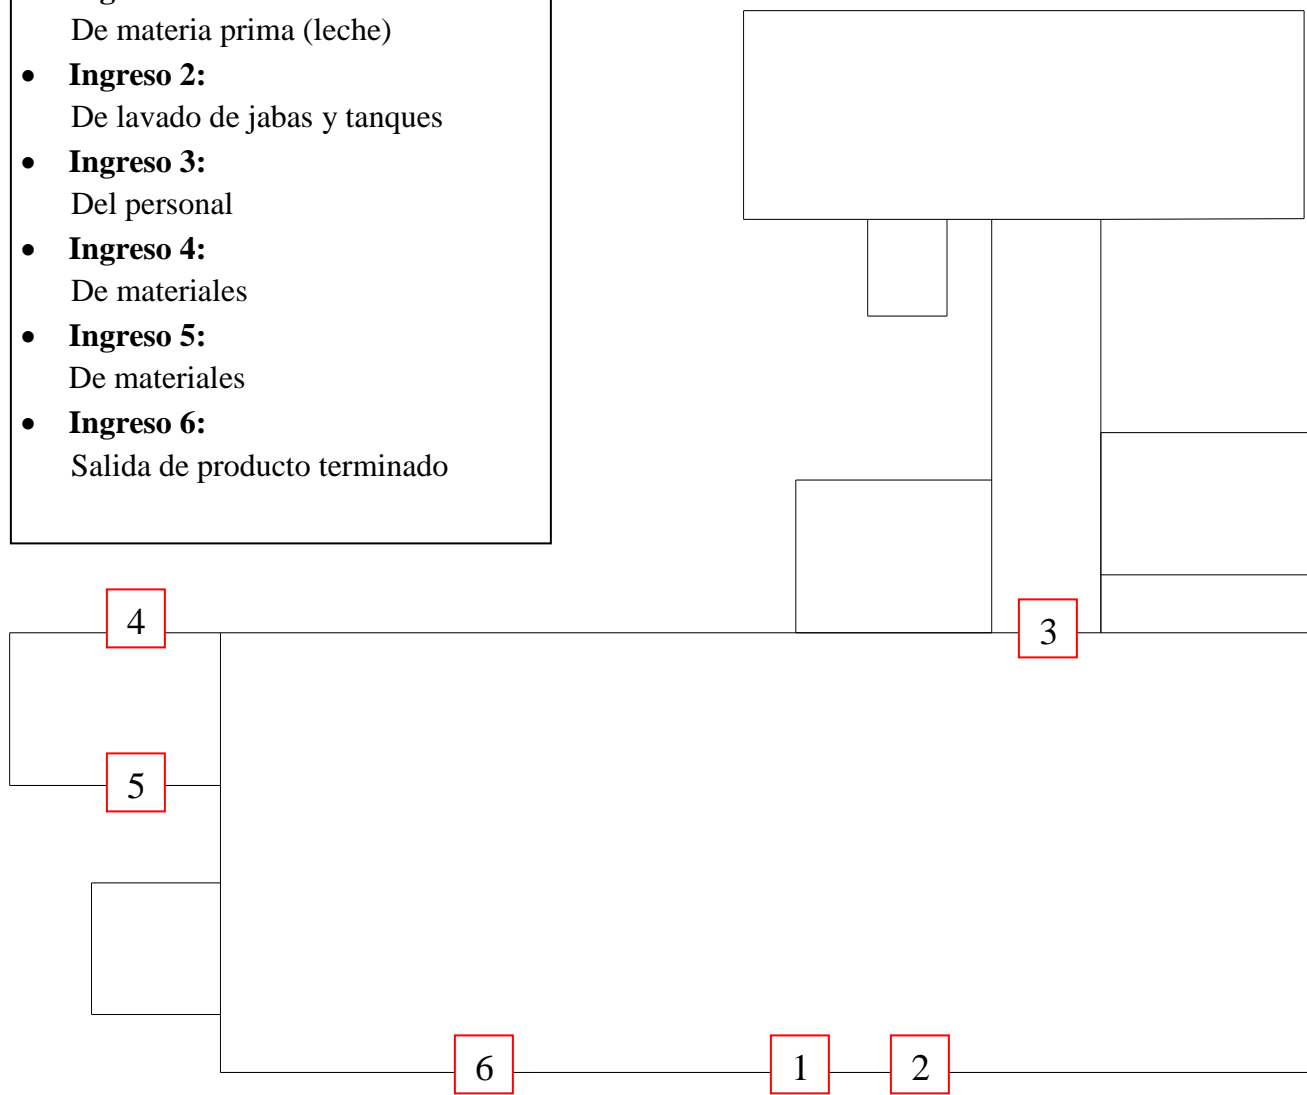 De materia prima (leche)
• Ingreso 2:
De lavado de jabas y tanques
• Ingreso 3:
Del personal
• Ingreso 4:
De materiales
• Ingreso 5:
De materiales
• Ingreso 6:
Salida de producto terminado
4
3
5
6
1
2